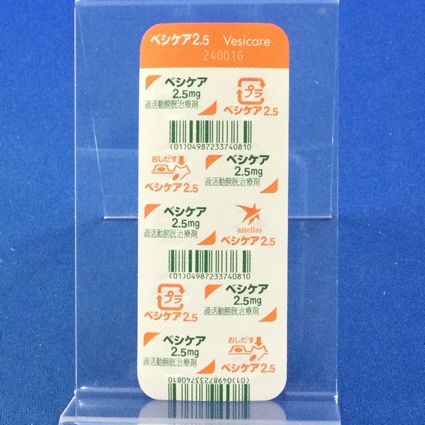 ベシケア2.5 Vesicare
240016
ベシケア
2.5mg
過活動膀胱治療剤
プラ
ベシケア2.5
(01)04987233740810
おしだす
ベシケア2.5
ベシケア
2.5mg
過活動膀胱治療剤
ベシケア
2.5mg
過活動膀胱治療剤
astellas
ベシケア2.5
(01)04987233740810
プラ
ベシケア2.5
ベシケア
2.5mg
過活動膀胱治療剤
ベシケア
2.5mg
過活動膀胱治療剤
おしだす
ベシケア2.5
(01)04987233740810
(01)04987233740810